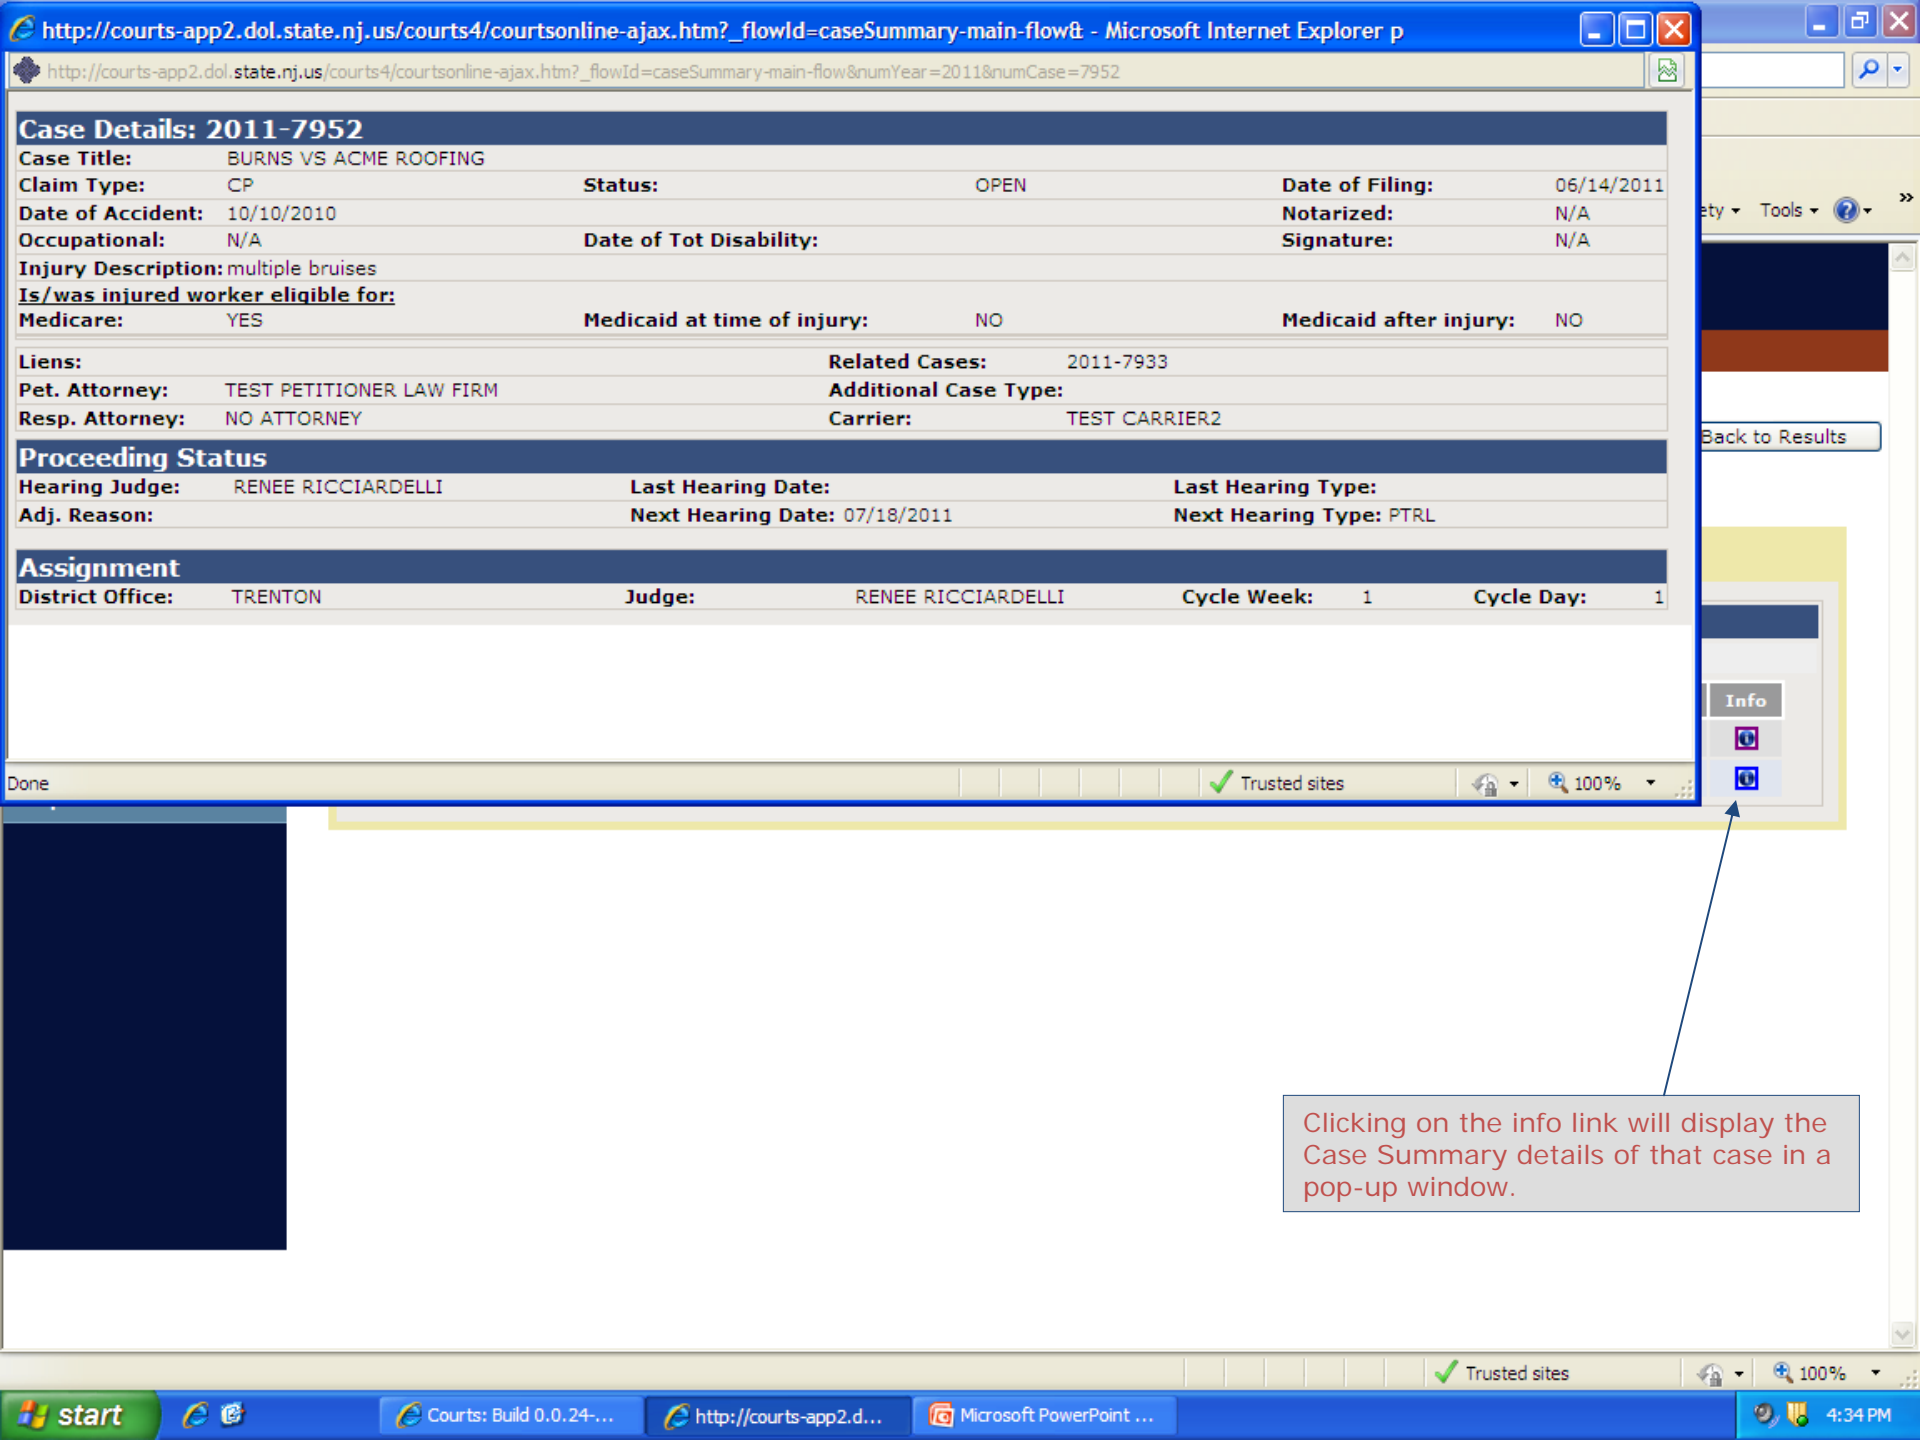 http://courts-app2.dol.state.nj.us/courts4/courtsonline-ajax.htm?_flowId=caseSummary-main-flow& - Microsoft Internet Explorer p
http://courts-app2.dol.state.nj.us/courts4/courtsonline-ajax.htm?_flowId=caseSummary-main-flow&numYear=2011&numCase=7952
Case Details: 2011-7952
Case Title: BURNS VS ACME ROOFING
Claim Type: CP Status: OPEN Date of Filing: 06/14/2011
Date of Accident: 10/10/2010 Notarized: N/A
ety Tools »
Occupational: N/A Date of Tot Disability: Signature: N/A
Injury Description: multiple bruises
Is/was injured worker eligible for:
Medicare: YES Medicaid at time of injury: NO Medicaid after injury: NO
Liens: Related Cases: 2011-7933
Pet. Attorney: TEST PETITIONER LAW FIRM Additional Case Type:
Resp. Attorney: NO ATTORNEY Carrier: TEST CARRIER2
Back to Results
Proceeding Status
Hearing Judge: RENEE RICCIARDELLI Last Hearing Date: Last Hearing Type:
Adj. Reason: Next Hearing Date: 07/18/2011 Next Hearing Type: PTRL
Assignment
District Office: TRENTON Judge: RENEE RICCIARDELLI Cycle Week: 1 Cycle Day: 1
Info
Done Trusted sites 100%
Clicking on the info link will display the
Case Summary details of that case in a
pop-up window.
Trusted sites 100%
start Courts: Build 0.0.24-... http://courts-app2.d... Microsoft PowerPoint ... 4:34 PM